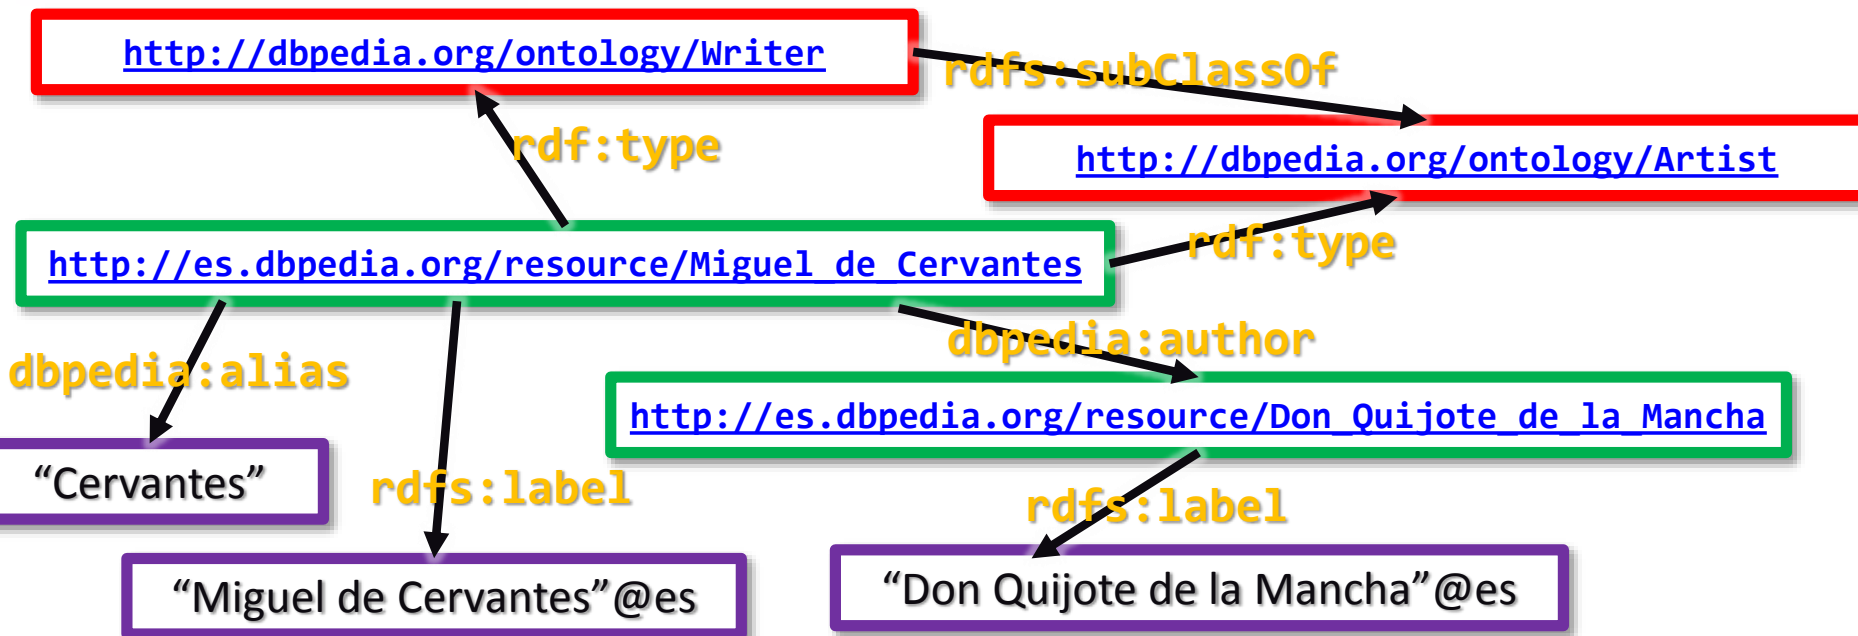 http://dbpedia.org/ontology/Writer
rdfs:subClassOf
rdf:type
http://dbpedia.org/ontology/Artist
rdf:type
http://es.dbpedia.org/resource/Miguel_de_Cervantes
dbpedia:author
dbpedia:alias
http://es.dbpedia.org/resource/Don_Quijote_de_la_Mancha
“Cervantes”
rdfs:label
rdfs:label
“Miguel de Cervantes”@es
“Don Quijote de la Mancha”@es